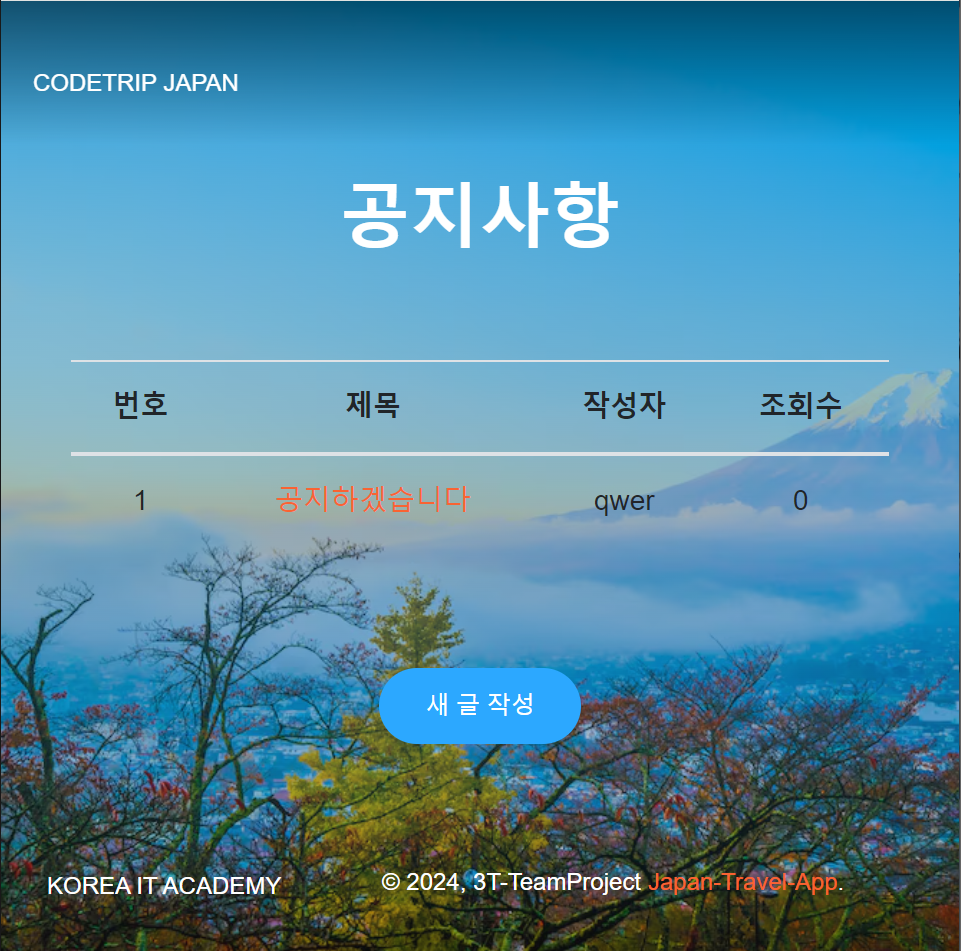 CODETRIP JAPAN
공지사항
번호 제목 작성자 조회수
1 공지하겠습니다 qwer 0
새 글 작성
KOREA IT ACADEMY © 2024, 3T-TeamProject Japan-Travel-App.